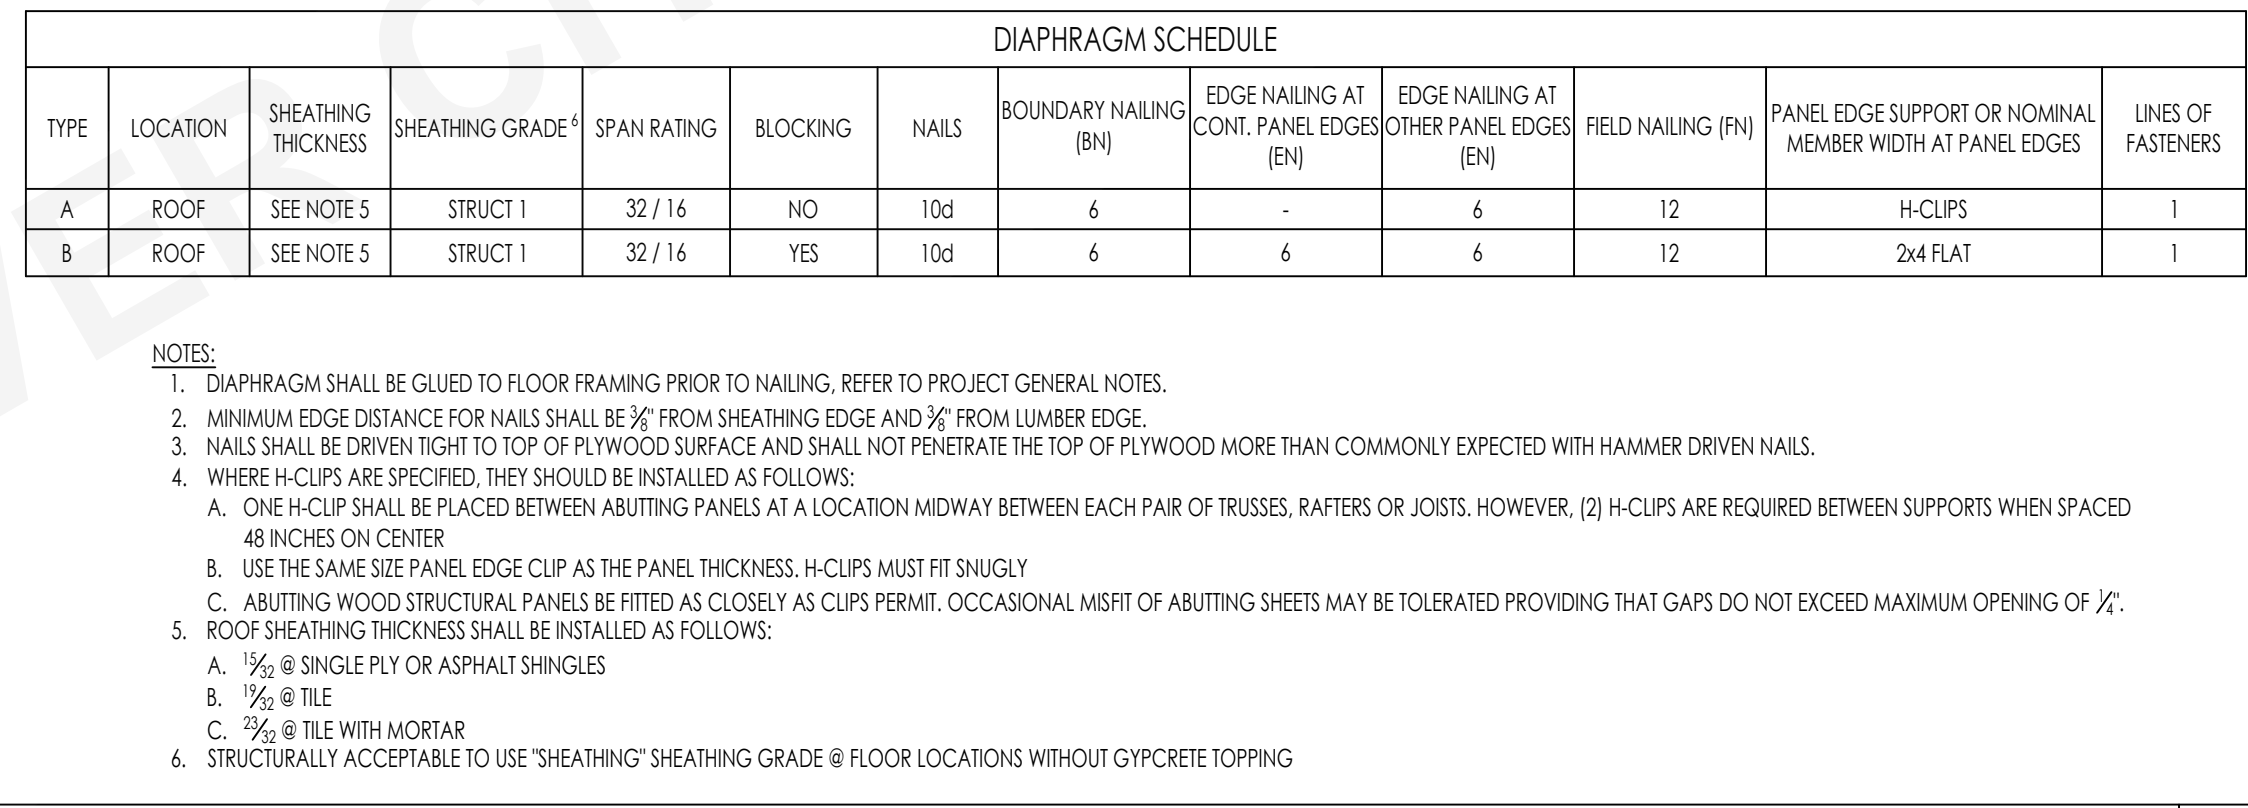 DIAPHRAGM SCHEDULE
TYPE LOCATION SHEATHING THICKNESS SHEATHING GRADE 6 SPAN RATING BLOCKING NAILS BOUNDARY NAILING (BN) EDGE NAILING AT CONT. PANEL EDGES (EN) EDGE NAILING AT OTHER PANEL EDGES (EN) FIELD NAILING (FN) PANEL EDGE SUPPORT OR NOMINAL MEMBER WIDTH AT PANEL EDGES LINES OF FASTENERS
A ROOF SEE NOTE 5 STRUCT 1 32 / 16 NO 10d 6 - 6 12 H-CLIPS 1
B ROOF SEE NOTE 5 STRUCT 1 32 / 16 YES 10d 6 6 6 12 2x4 FLAT 1
NOTES:
1. DIAPHRAGM SHALL BE GLUED TO FLOOR FRAMING PRIOR TO NAILING, REFER TO PROJECT GENERAL NOTES.
2. MINIMUM EDGE DISTANCE FOR NAILS SHALL BE 3/8" FROM SHEATHING EDGE AND 3/8" FROM LUMBER EDGE.
3. NAILS SHALL BE DRIVEN TIGHT TO TOP OF PLYWOOD SURFACE AND SHALL NOT PENETRATE THE TOP OF PLYWOOD MORE THAN COMMONLY EXPECTED WITH HAMMER DRIVEN NAILS.
4. WHERE H-CLIPS ARE SPECIFIED, THEY SHOULD BE INSTALLED AS FOLLOWS:
A. ONE H-CLIP SHALL BE PLACED BETWEEN ABUTTING PANELS AT A LOCATION MIDWAY BETWEEN EACH PAIR OF TRUSSES, RAFTERS OR JOISTS. HOWEVER, (2) H-CLIPS ARE REQUIRED BETWEEN SUPPORTS WHEN SPACED
48 INCHES ON CENTER
B. USE THE SAME SIZE PANEL EDGE CLIP AS THE PANEL THICKNESS. H-CLIPS MUST FIT SNUGLY
C. ABUTTING WOOD STRUCTURAL PANELS BE FITTED AS CLOSELY AS CLIPS PERMIT. OCCASIONAL MISFIT OF ABUTTING SHEETS MAY BE TOLERATED PROVIDING THAT GAPS DO NOT EXCEED MAXIMUM OPENING OF 1/4".
5. ROOF SHEATHING THICKNESS SHALL BE INSTALLED AS FOLLOWS:
A. 15/32 @ SINGLE PLY OR ASPHALT SHINGLES
B. 19/32 @ TILE
C. 23/32 @ TILE WITH MORTAR
6. STRUCTURALLY ACCEPTABLE TO USE "SHEATHING" SHEATHING GRADE @ FLOOR LOCATIONS WITHOUT GYPCRETE TOPPING